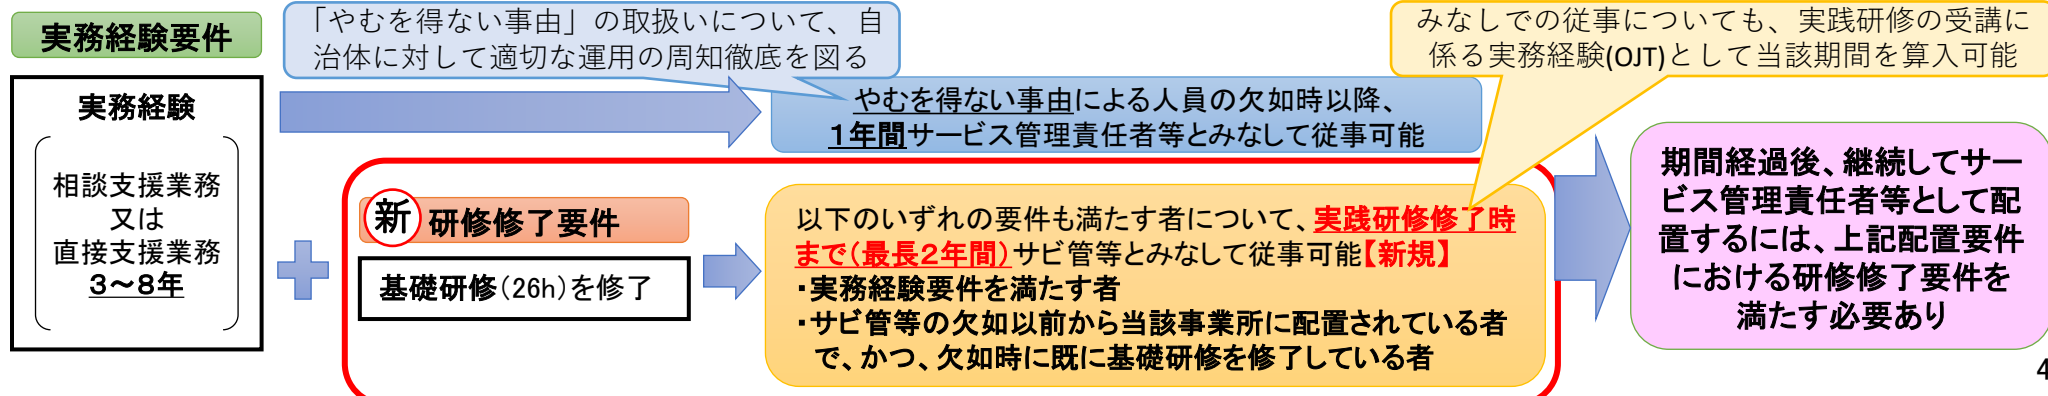 実務経験要件
「やむを得ない事由」の取扱いについて、自
治体に対して適切な運用の周知徹底を図る
みなしでの従事についても、実践研修の受講に
係る実務経験(OJT)として当該期間を算入可能
実務経験
相談支援業務
又は
直接支援業務
3～8年
やむを得ない事由による人員の欠如時以降、
１年間サービス管理責任者等とみなして従事可能
新 研修修了要件
基礎研修(26h)を修了
以下のいずれの要件も満たす者について、実践研修修了時
まで(最長２年間)サビ管等とみなして従事可能【新規】
・実務経験要件を満たす者
・サビ管等の欠如以前から当該事業所に配置されている者
で、かつ、欠如時に既に基礎研修を修了している者
期間経過後、継続してサー
ビス管理責任者等として配
置するには、上記配置要件
における研修修了要件を
満たす必要あり
4